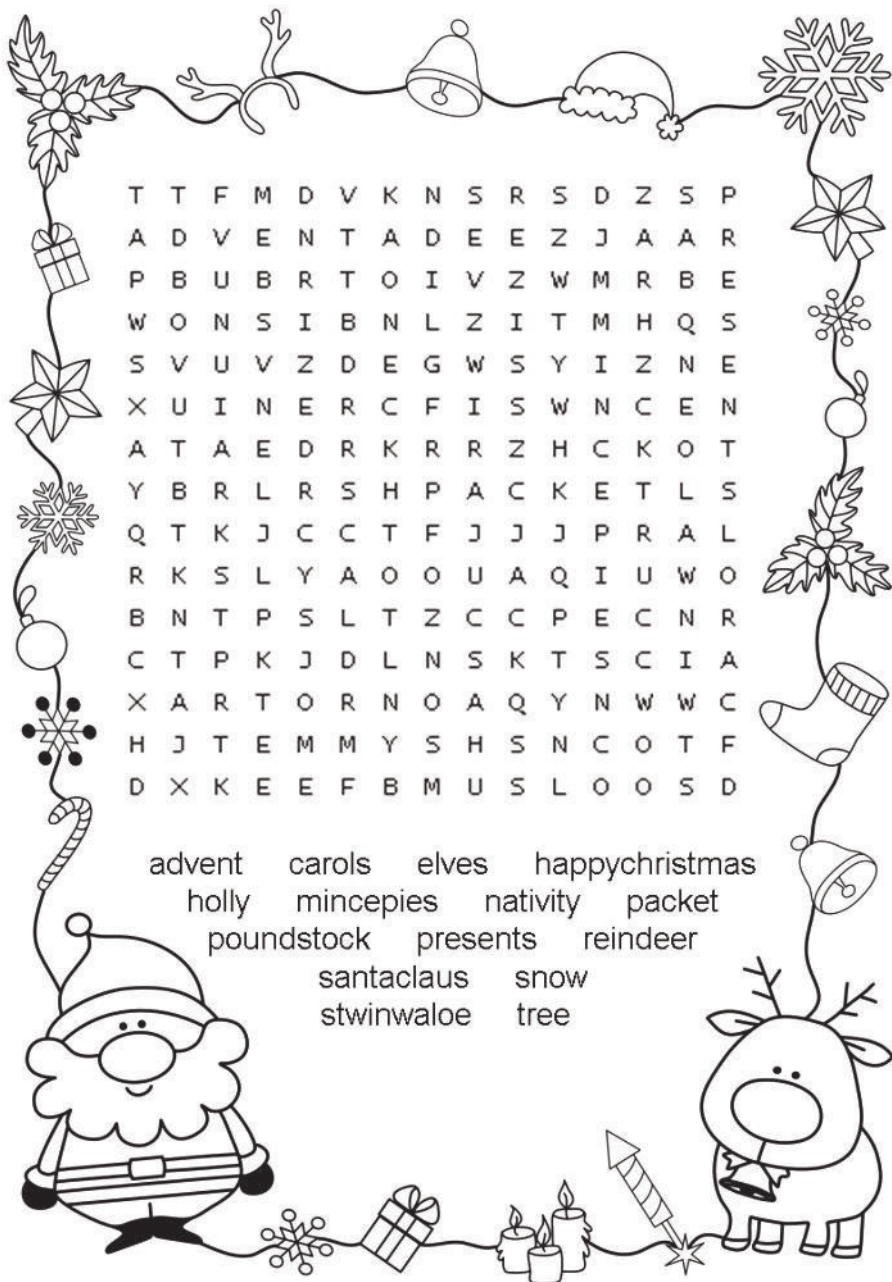 T T F M D V K N S R S D Z S P
A D V E N T A D E E Z J A A R
P B U B R T O I V Z W M R B E
W O N S I B N L Z I T M H Q S
S V U V Z D E G W S Y I Z N E
X U I N E R C F I S W N C E N
A T A E D R K R R Z H C K O T
Y B R L R S H P A C K E T L S
Q T K J C C T F J J J P R A L
R K S L Y A O O U A Q I U W O
B N T P S L T Z C C P E C N R
C T P K J D L N S K T S C I A
X A R T O R N O A Q Y N W W C
H J T E M M Y S H S N C O T F
D X K E E F B M U S L O O S D
advent carols elves happychristmas
holly mincepies nativity packet
poundstock presents reindeer
santaclaus snow
stwinwaloe tree